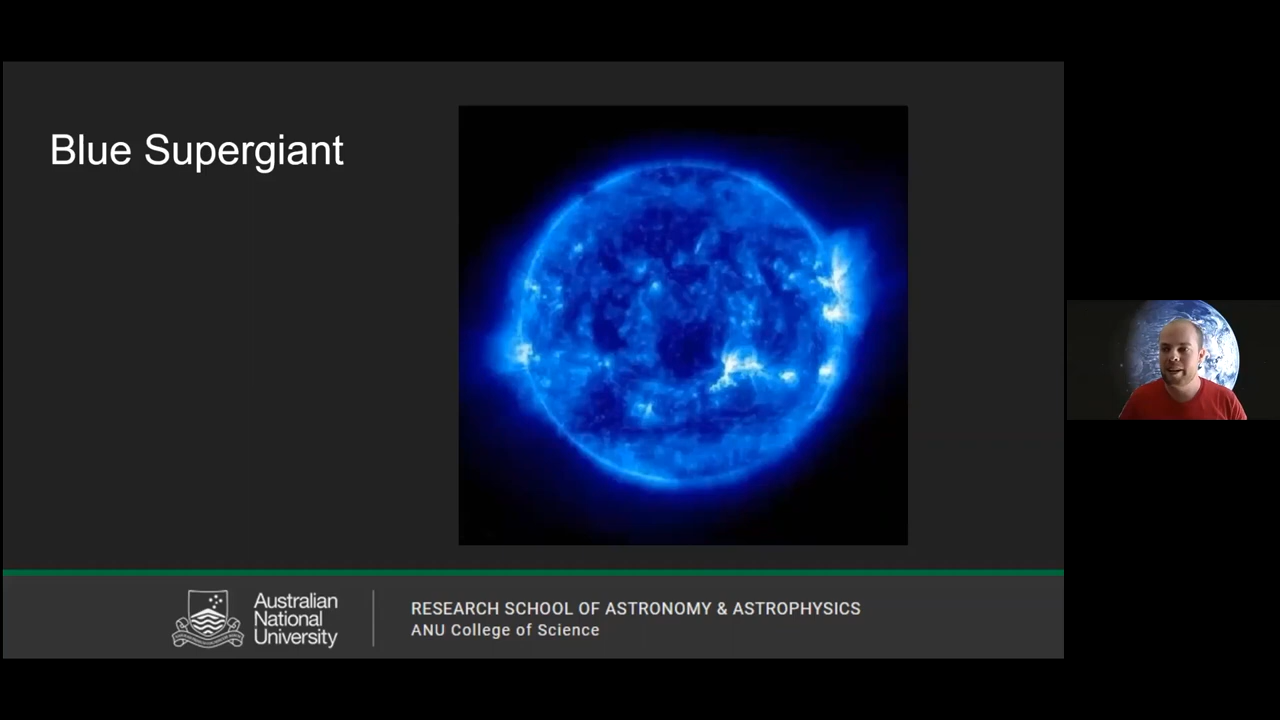 Blue Supergiant
Australian
National
University
RESEARCH SCHOOL OF ASTRONOMY & ASTROPHYSICS
ANU College of Science